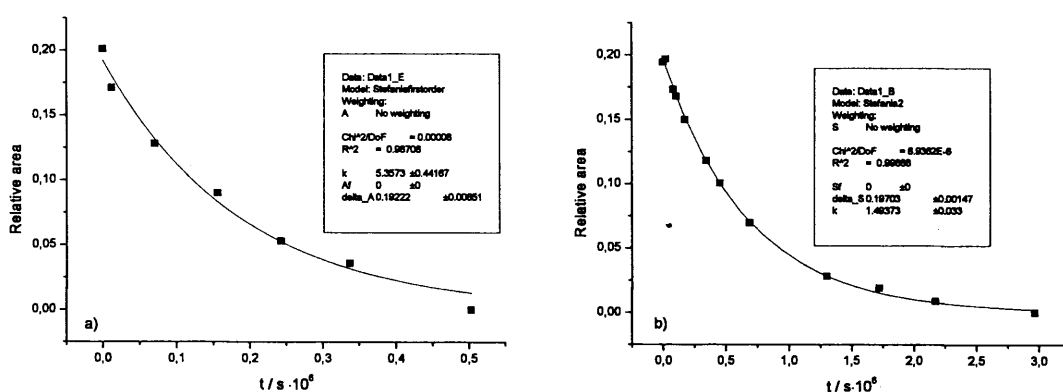 0,20
0,15
0,10
0,05
0,00
Relative area
Data: Data1_E
Model: Stefaniefirstorder
Weighting:
A No weighting
Chi^2/DoF = 0.00008
R^2 = 0.98708
k 5.3573 ±0.44167
Af 0 ±0
delta_A 0.19222 ±0.00851
a)
0,0 0,1 0,2 0,3 0,4 0,5
t / s ·10⁶
0,20
0,15
0,10
0,05
0,00
Relative area
Data: Data1_B
Model: Stefanie2
Weighting:
S No weighting
Chi^2/DoF = 6.9362E-6
R^2 = 0.99888
Sf 0 ±0
delta_S 0.19703 ±0.00147
k 1.49373 ±0.033
b)
0,0 0,5 1,0 1,5 2,0 2,5 3,0
t / s ·10⁶